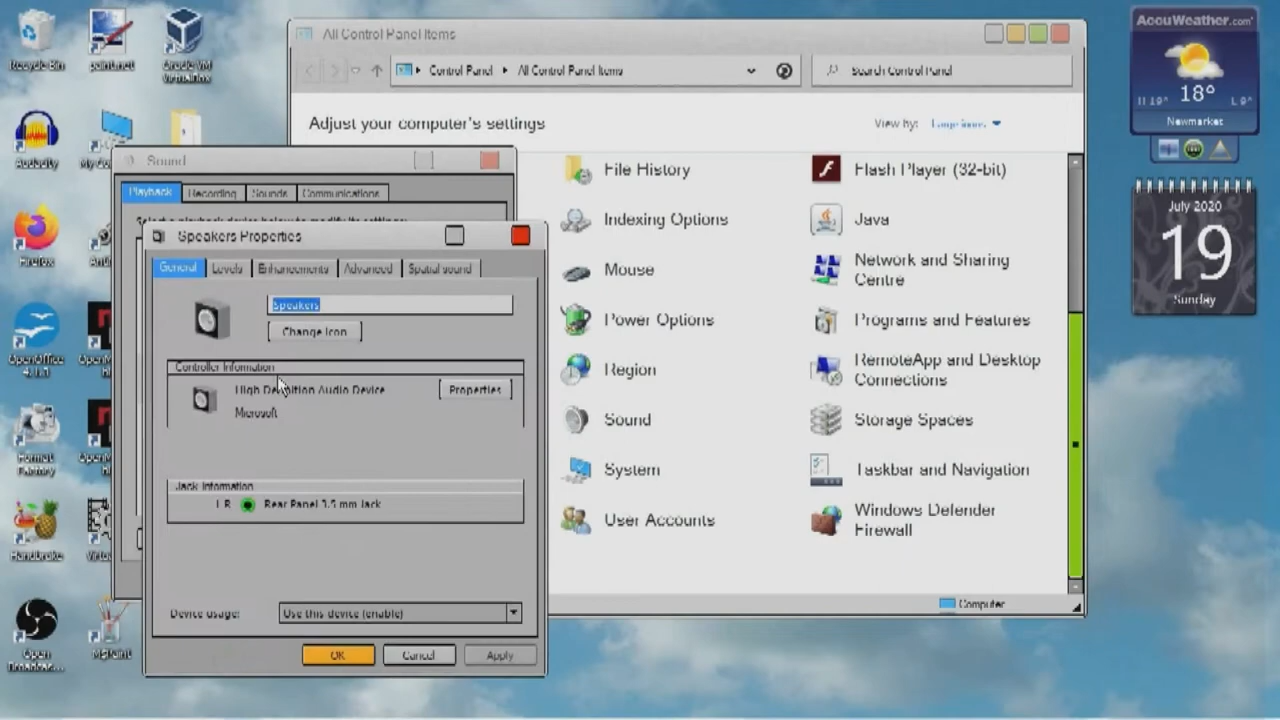 Recycle Bin
paint.net
Oracle VM
VirtualBox
Audacity
Firefox
OpenOffice
4.1.1
Format
Factory
Handbrake
Open
Broadcas...
MSPaint
All Control Panel Items
Control Panel
All Control Panel Items
Search Control Panel
Adjust your computer's settings
View by:
Large icons
File History
Flash Player (32-bit)
Indexing Options
Java
Mouse
Network and Sharing
Centre
Power Options
Programs and Features
Region
RemoteApp and Desktop
Connections
Sound
Storage Spaces
System
Taskbar and Navigation
User Accounts
Windows Defender
Firewall
Computer
Sound
Playback
Recording
Sounds
Communications
Select a playback device below to modify its settings:
Speakers Properties
General
Levels
Enhancements
Advanced
Spatial sound
Speakers
Change Icon
Controller Information
High Definition Audio Device
Properties
Microsoft
Jack Information
L R
Rear Panel 3.5 mm Jack
Device usage:
Use this device (enable)
OK
Cancel
Apply
AccuWeather.com
18°
H 19°
L 9°
Newmarket
July 2020
19
Sunday